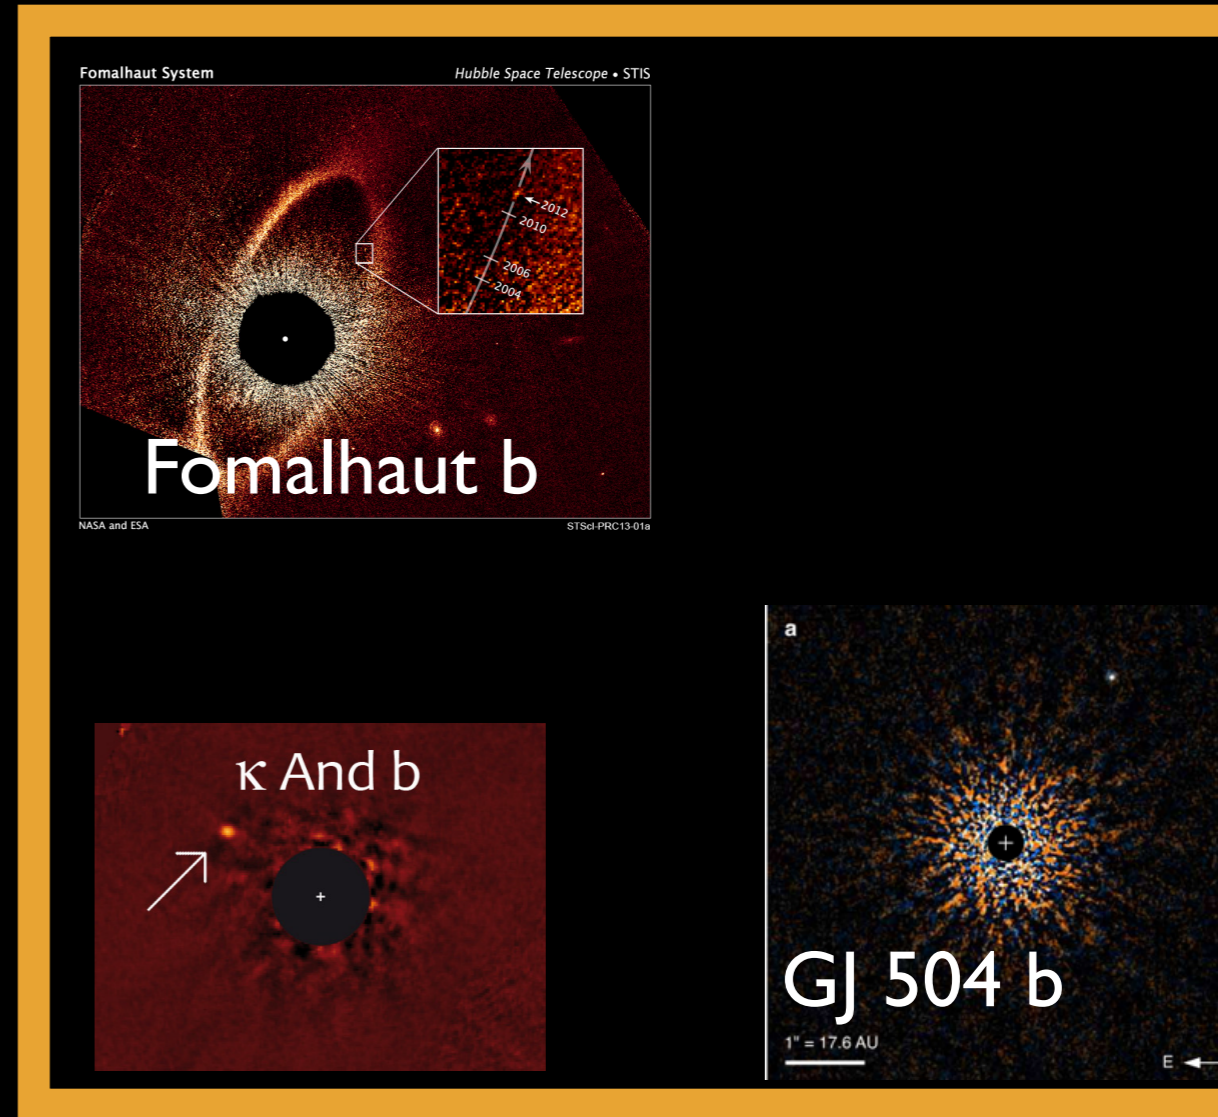 Fomalhaut System
Hubble Space Telescope • STIS
2012
2010
2006
2004
Fomalhaut b
NASA and ESA
STScI-PRC13-01a
κ And b
a
GJ 504 b
1" = 17.6 AU
E